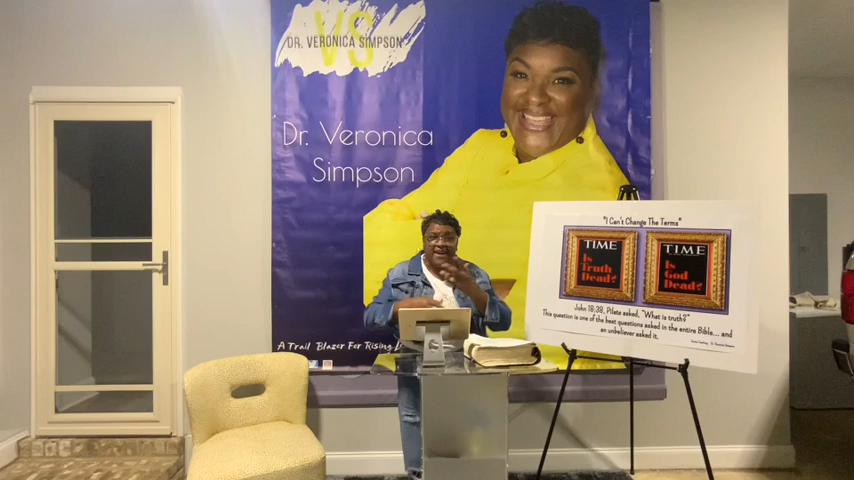 VS
DR. VERONICA SIMPSON
Dr. Veronica
Simpson
A Trail Blazer For Rising
"I Can't Change The Terms"
TIME
Is
Truth
Dead?
TIME
Is
God
Dead?
John 18:38, Pilate asked, "What is truth?"
This question is one of the best questions asked in the entire Bible... and
an unbeliever asked it.